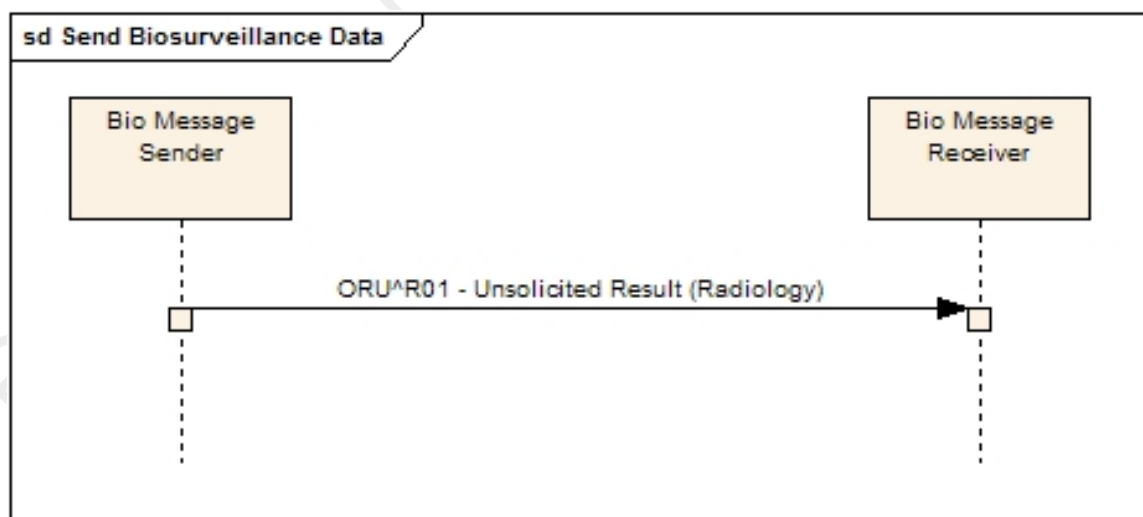 sd Send Biosurveillance Data
Bio Message
Sender
Bio Message
Receiver
ORU^R01 - Unsolicited Result (Radiology)